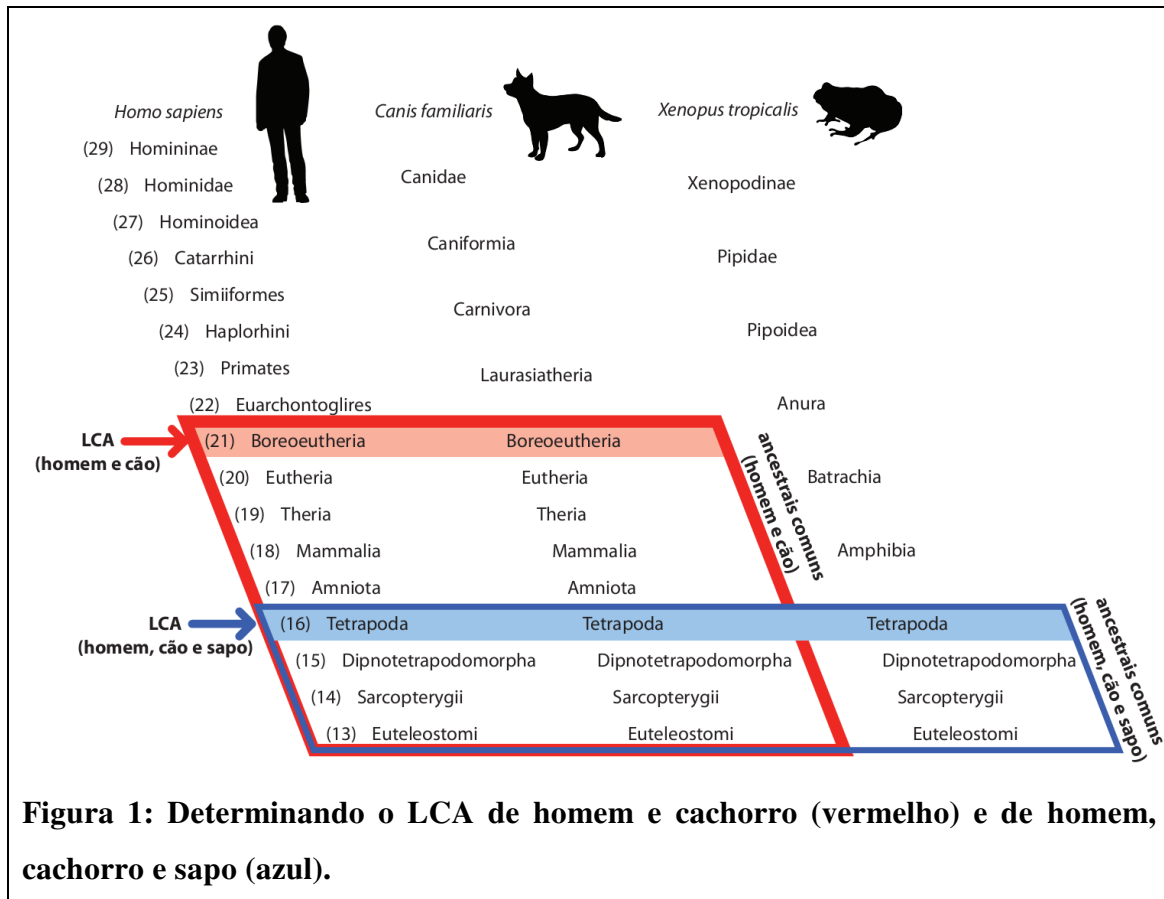 Homo sapiens
Canis familiaris
Xenopus tropicalis
(29) Homininae
(28) Hominidae
Canidae
Xenopodinae
(27) Hominoidea
Caniformia
(26) Catarrhini
Pipidae
(25) Simiiformes
Carnivora
(24) Haplorhini
Pipoidea
(23) Primates
Laurasiatheria
(22) Euarchontoglires
Anura
LCA
(homem e cão)
(21) Boreoeutheria Boreoeutheria
(20) Eutheria Eutheria
Batrachia
(19) Theria Theria
(18) Mammalia Mammalia
Amphibia
(17) Amniota Amniota
ancestrais comuns
(homem e cão)
LCA
(homem, cão e sapo)
(16) Tetrapoda Tetrapoda Tetrapoda
(15) Dipnotetrapodomorpha Dipnotetrapodomorpha Dipnotetrapodomorpha
(14) Sarcopterygii Sarcopterygii Sarcopterygii
(13) Euteleostomi Euteleostomi Euteleostomi
ancestrais comuns
(homem, cão e sapo)
Figura 1: Determinando o LCA de homem e cachorro (vermelho) e de homem,
cachorro e sapo (azul).